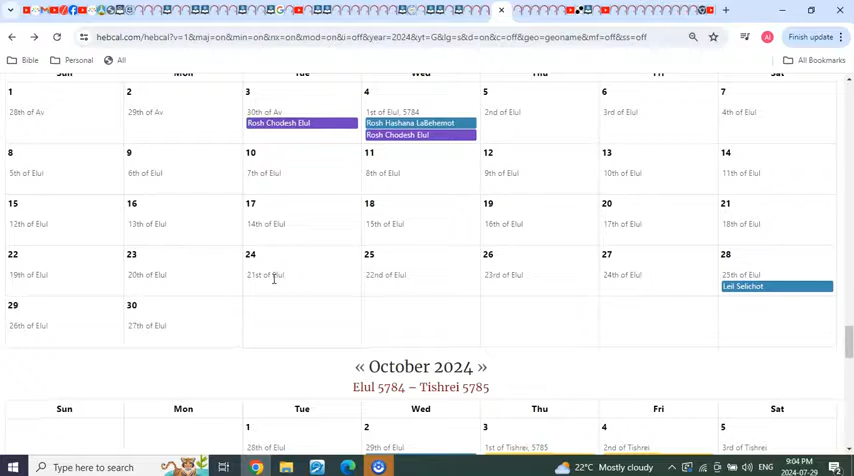 hebcal.com/hebcal?v=1&maj=on&min=on&nx=on&mod=on&i=off&year=2024&yt=G&lg=s&d=on&c=off&geo=geoname&mf=off&ss=off
AI
Finish update
Bible
Personal
All
All Bookmarks
Sun Mon Tue Wed Thu Fri Sat
1 2 3 4 5 6 7
28th of Av 29th of Av 30th of Av 1st of Elul, 5784 2nd of Elul 3rd of Elul 4th of Elul
Rosh Chodesh Elul Rosh Hashana LaBehemot
Rosh Chodesh Elul
8 9 10 11 12 13 14
5th of Elul 6th of Elul 7th of Elul 8th of Elul 9th of Elul 10th of Elul 11th of Elul
15 16 17 18 19 20 21
12th of Elul 13th of Elul 14th of Elul 15th of Elul 16th of Elul 17th of Elul 18th of Elul
22 23 24 25 26 27 28
19th of Elul 20th of Elul 21st of Elul 22nd of Elul 23rd of Elul 24th of Elul 25th of Elul
Leil Selichot
29 30
26th of Elul 27th of Elul
« October 2024 »
Elul 5784 – Tishrei 5785
Sun Mon Tue Wed Thu Fri Sat
1 2 3 4 5
28th of Elul 29th of Elul 1st of Tishrei, 5785 2nd of Tishrei 3rd of Tishrei
Type here to search
22°C Mostly cloudy
ENG
9:04 PM
2024-07-29